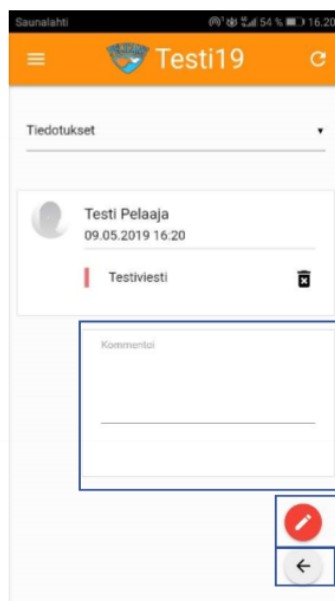 Saunalahti 54 % 16.20
Testi19
Tiedotukset
Testi Pelaaja
09.05.2019 16:20
Testiviesti
Kommentoi